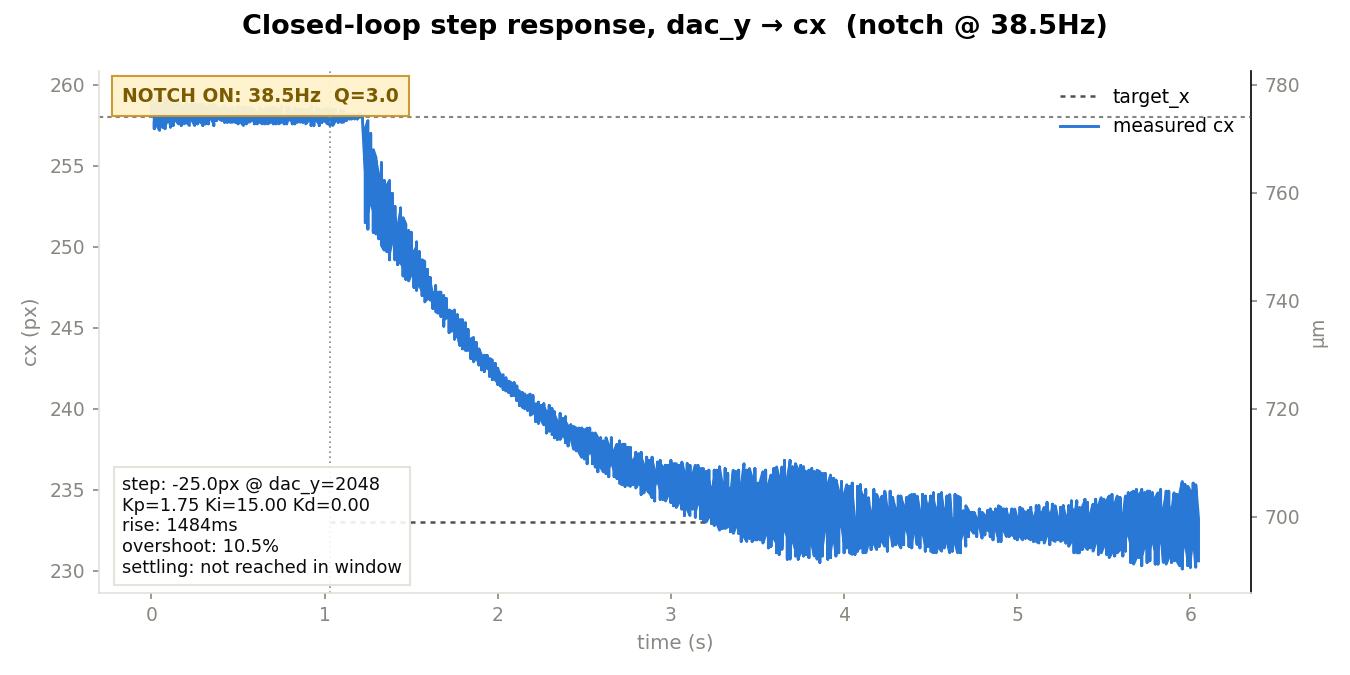 Closed-loop step response, dac_y → cx  (notch @ 38.5Hz)
NOTCH ON: 38.5Hz  Q=3.0
target_x
measured cx
260
255
250
245
240
235
230
cx (px)
780
760
740
720
700
µm
step: -25.0px @ dac_y=2048
Kp=1.75 Ki=15.00 Kd=0.00
rise: 1484ms
overshoot: 10.5%
settling: not reached in window
0
1
2
3
4
5
6
time (s)